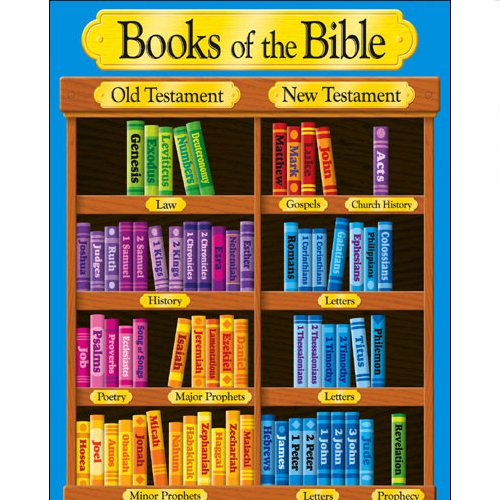 Books of the Bible
Old Testament
New Testament
Genesis
Exodus
Leviticus
Numbers
Deuteronomy
Law
Matthew
Mark
Luke
John
Gospels
Acts
Church History
Joshua
Judges
Ruth
1 Samuel
2 Samuel
1 Kings
2 Kings
1 Chronicles
2 Chronicles
Ezra
Nehemiah
Esther
History
Romans
1 Corinthians
2 Corinthians
Galatians
Ephesians
Philippians
Colossians
Letters
Job
Psalms
Proverbs
Ecclesiastes
Song of Songs
Poetry
Isaiah
Jeremiah
Lamentations
Ezekiel
Daniel
Major Prophets
1 Thessalonians
2 Thessalonians
1 Timothy
2 Timothy
Titus
Philemon
Letters
Hosea
Joel
Amos
Obadiah
Jonah
Micah
Nahum
Habakkuk
Zephaniah
Haggai
Zechariah
Malachi
Minor Prophets
Hebrews
James
1 Peter
2 Peter
1 John
2 John
3 John
Jude
Letters
Revelation
Prophecy